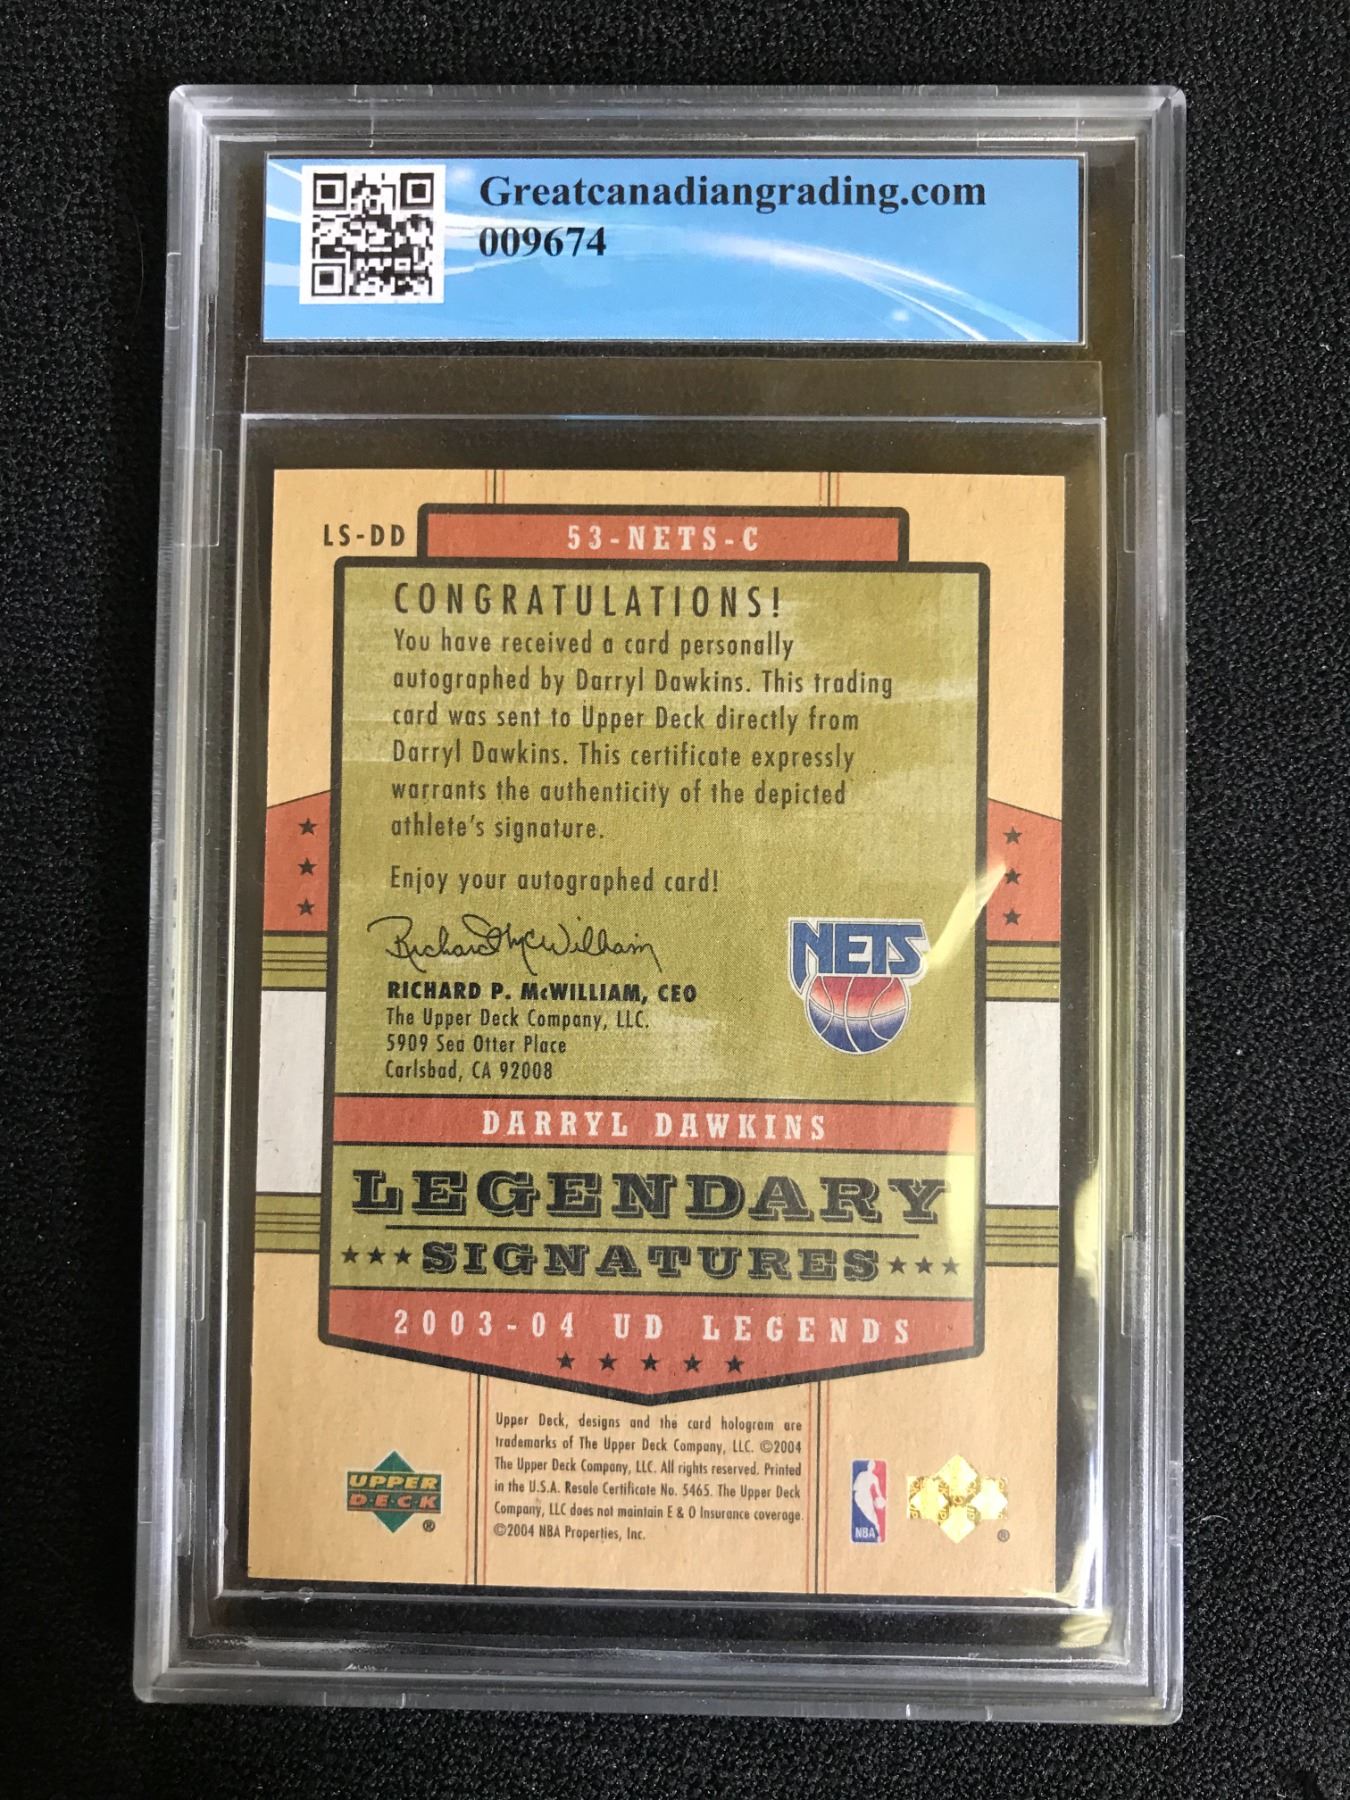 Greatcanadiangrading.com
009674
LS-DD
53-NETS-C
CONGRATULATIONS!
You have received a card personally
autographed by Darryl Dawkins. This trading
card was sent to Upper Deck directly from
Darryl Dawkins. This certificate expressly
warrants the authenticity of the depicted
athlete's signature.
Enjoy your autographed card!
Richard McWilliam
NETS
RICHARD P. McWILLIAM, CEO
The Upper Deck Company, LLC.
5909 Sea Otter Place
Carlsbad, CA 92008
DARRYL DAWKINS
LEGENDARY
★★★SIGNATURES★★★
2003-04 UD LEGENDS
Upper Deck, designs and the card hologram are
trademarks of The Upper Deck Company, LLC. ©2004
The Upper Deck Company, LLC. All rights reserved. Printed
in the U.S.A. Resale Certificate No. 5465. The Upper Deck
Company, LLC does not maintain E & O Insurance coverage.
©2004 NBA Properties, Inc.
UPPER
D·E·C·K
®
NBA
®